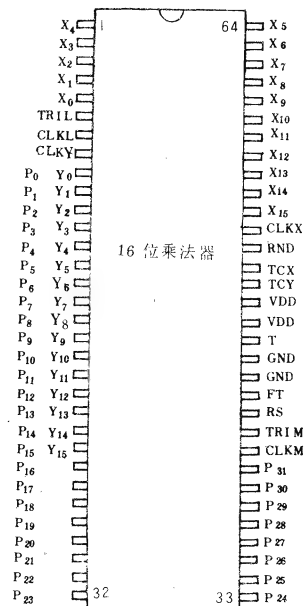 X₄ 1 64 X₅
X₃ X₆
X₂ X₇
X₁ X₈
X₀ X₉
TRIL X₁₀
CLKL X₁₁
CLKY X₁₂
P₀ Y₀ X₁₃
P₁ Y₁ X₁₄
P₂ Y₂ X₁₅
P₃ Y₃ CLKX
P₄ Y₄ 16 位乘法器 RND
P₅ Y₅ TCX
P₆ Y₆ TCY
P₇ Y₇ VDD
P₈ Y₈ VDD
P₉ Y₉ T
P₁₀ Y₁₀ GND
P₁₁ Y₁₁ GND
P₁₂ Y₁₂ FT
P₁₃ Y₁₃ RS
P₁₄ Y₁₄ TRIM
P₁₅ Y₁₅ CLKM
P₁₆ P₃₁
P₁₇ P₃₀
P₁₈ P₂₉
P₁₉ P₂₈
P₂₀ P₂₇
P₂₁ P₂₆
P₂₂ P₂₅
P₂₃ 32 33 P₂₄